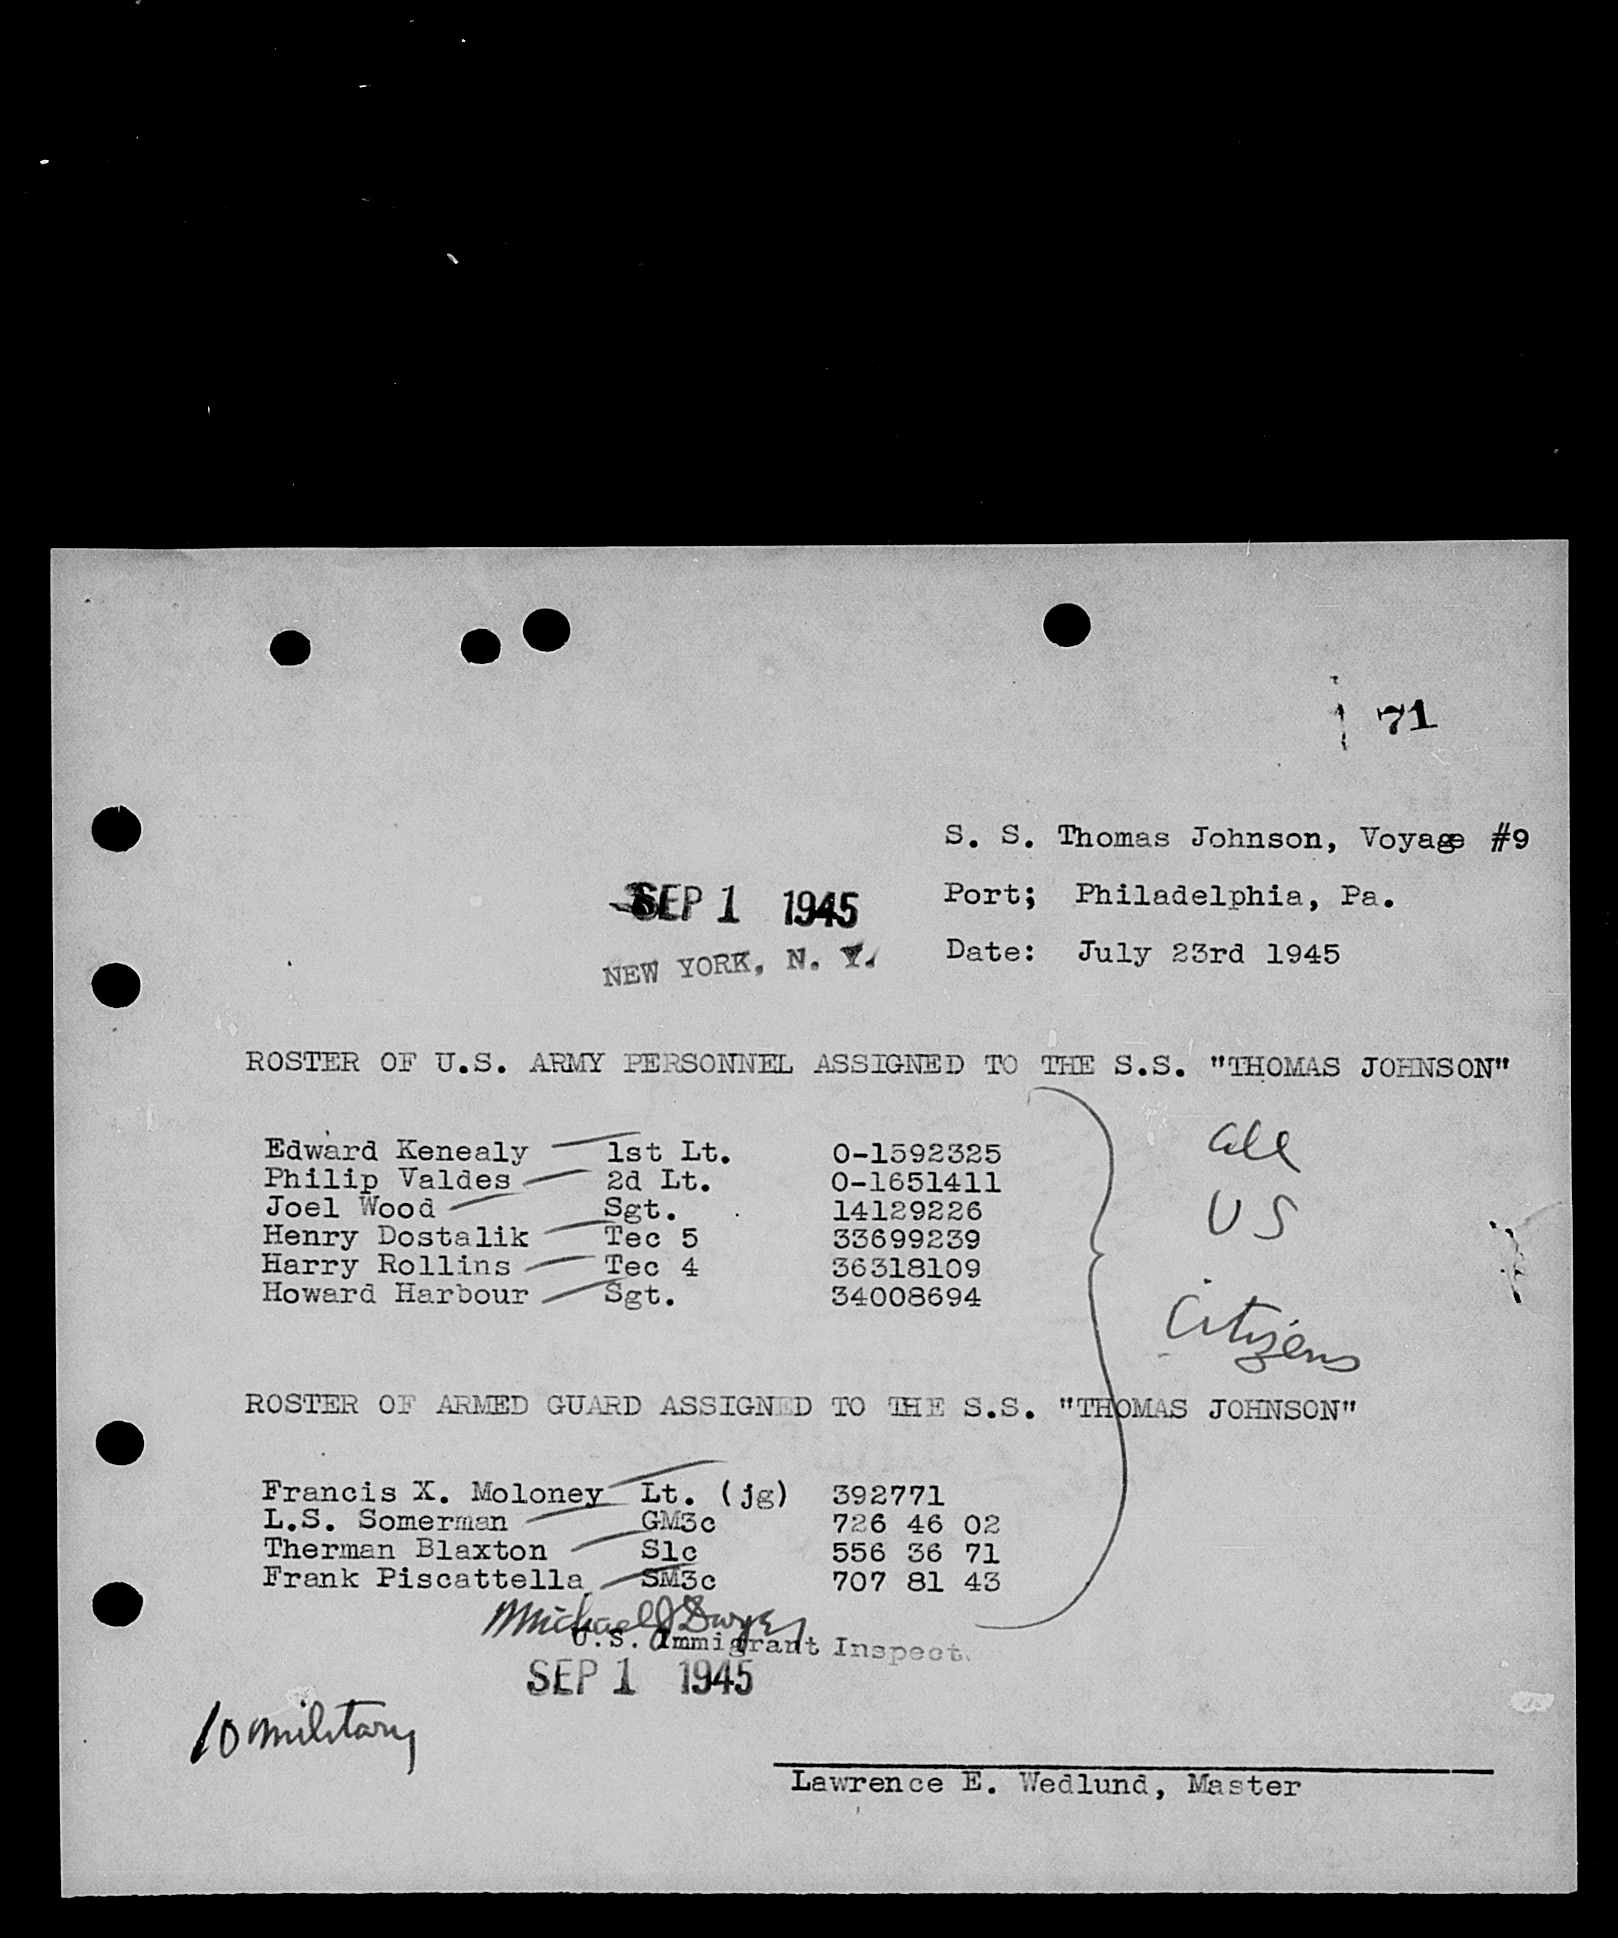 71
S. S. Thomas Johnson, Voyage #9
SEP 1 1945
Port; Philadelphia, Pa.
NEW YORK, N. Y.
Date: July 23rd 1945
ROSTER OF U.S. ARMY PERSONNEL ASSIGNED TO THE S.S. "THOMAS JOHNSON"
Edward Kenealy 1st Lt. 0-1592325
Philip Valdes 2d Lt. 0-1651411
Joel Wood Sgt. 14129226
Henry Dostalik Tec 5 33699239
Harry Rollins Tec 4 36318109
Howard Harbour Sgt. 34008694
all
US
Citizens
ROSTER OF ARMED GUARD ASSIGNED TO THE S.S. "THOMAS JOHNSON"
Francis X. Moloney Lt. (jg) 392771
L.S. Somerman GM3c 726 46 02
Therman Blaxton S1c 556 36 71
Frank Piscattella SM3c 707 81 43
Michael J Dwyer
U.S. Immigrant Inspect.
SEP 1 1945
10 military
Lawrence E. Wedlund, Master